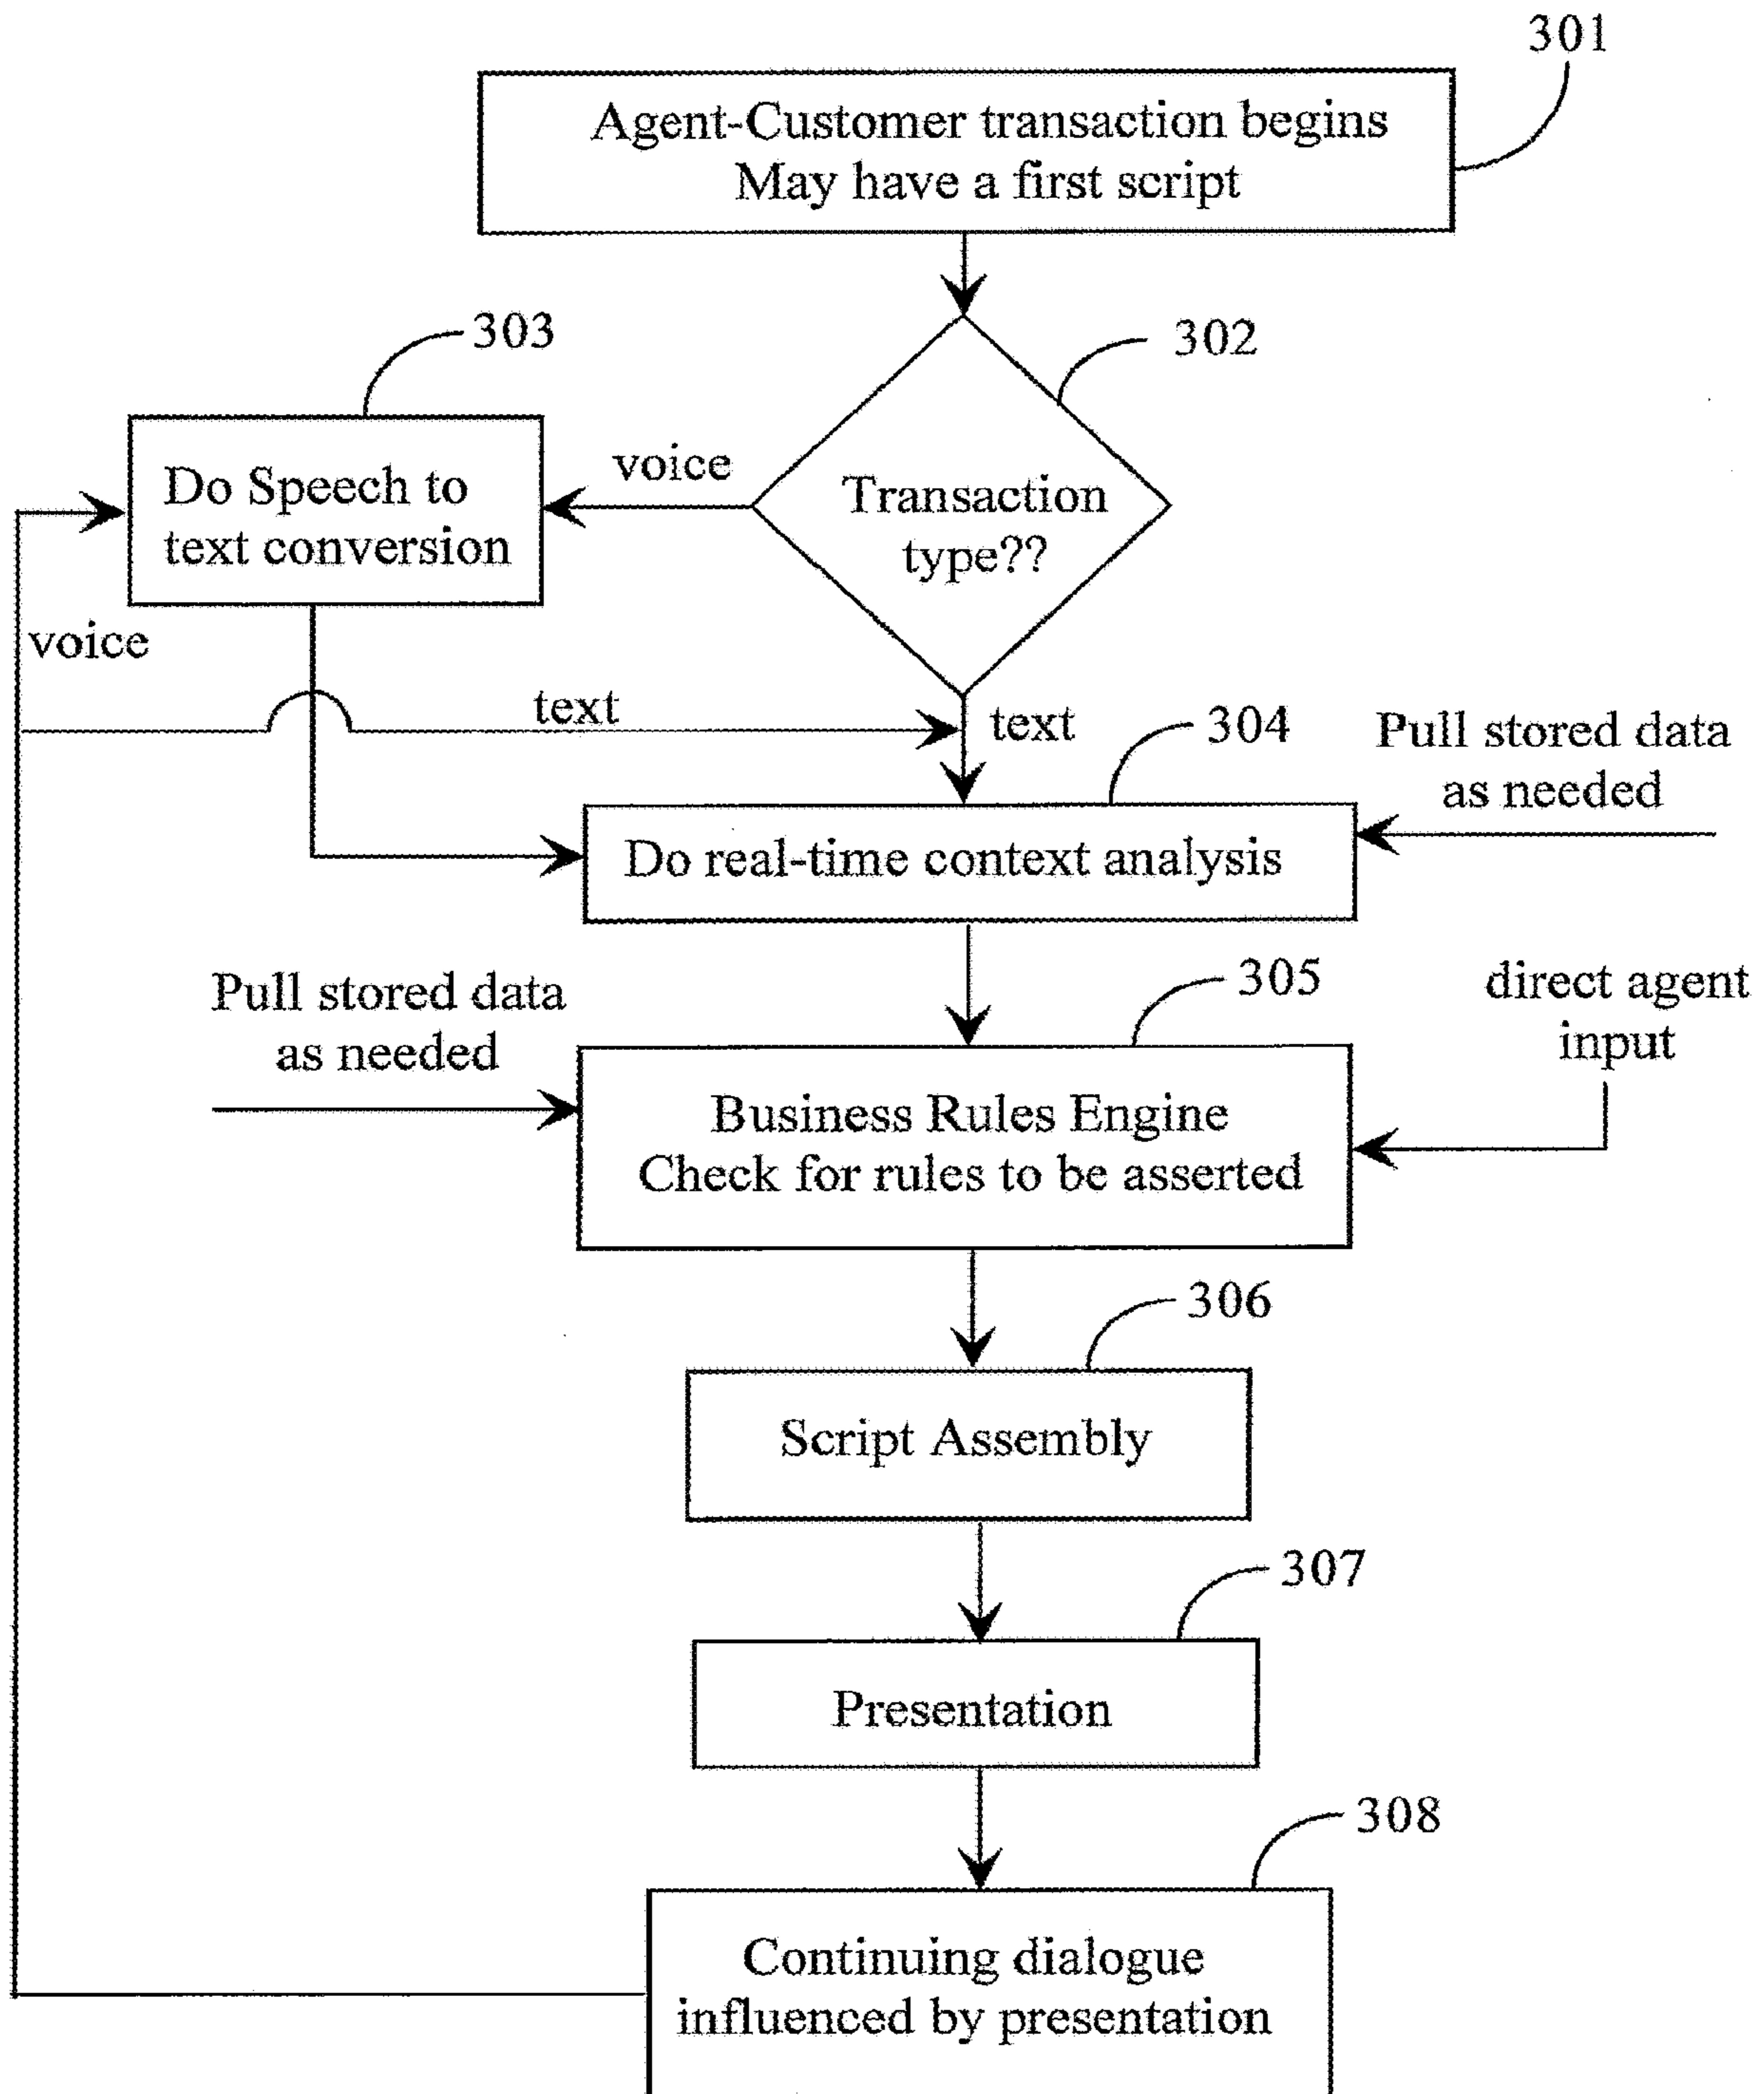 301
Agent-Customer transaction begins
May have a first script
303
302
Do Speech to
text conversion
voice
Transaction
type??
voice
text
text
304
Pull stored data
as needed
Do real-time context analysis
Pull stored data
as needed
305
direct agent
input
Business Rules Engine
Check for rules to be asserted
306
Script Assembly
307
Presentation
308
Continuing dialogue
influenced by presentation